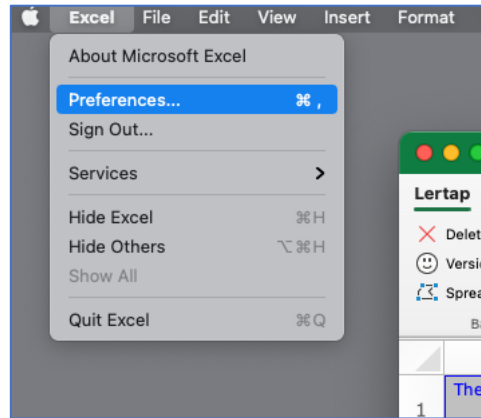 Excel File Edit View Insert Format
About Microsoft Excel
Preferences... ⌘ ,
Sign Out...
Services
Hide Excel ⌘H
Hide Others ⌥⌘H
Show All
Quit Excel ⌘Q
Lertap
Delet
Versi
Sprea
B
The
1